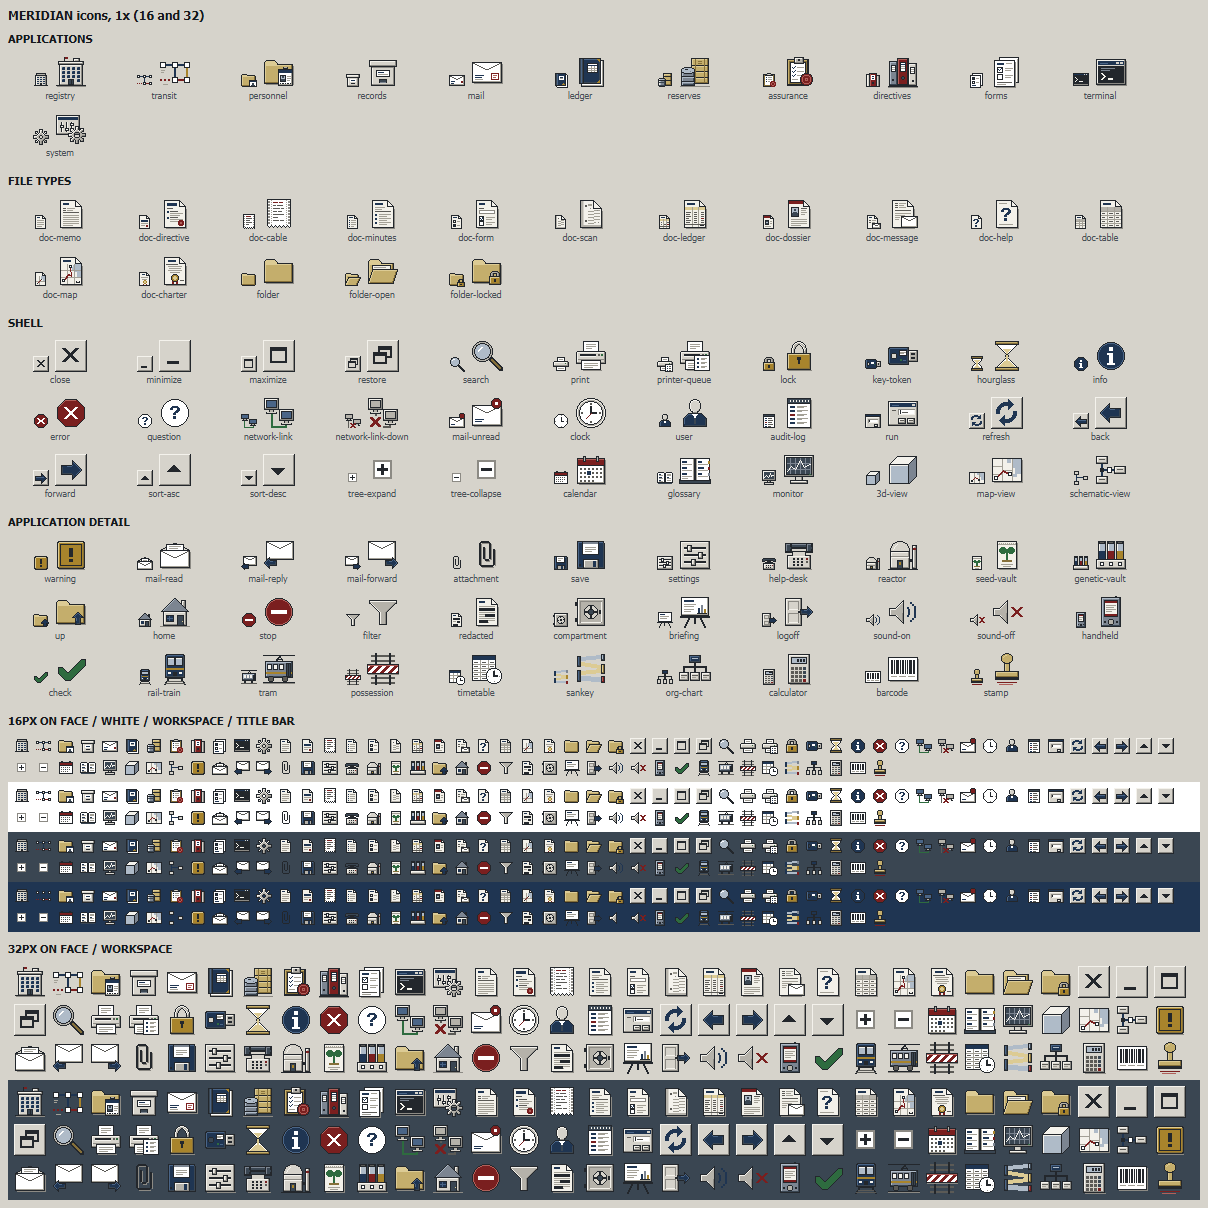 MERIDIAN icons, 1x (16 and 32)
APPLICATIONS
registry transit personnel records mail ledger reserves assurance directives forms terminal
system
FILE TYPES
doc-memo doc-directive doc-cable doc-minutes doc-form doc-scan doc-ledger doc-dossier doc-message doc-help doc-table
doc-map doc-charter folder folder-open folder-locked
SHELL
close minimize maximize restore search print printer-queue lock key-token hourglass info
error question network-link network-link-down mail-unread clock user audit-log run refresh back
forward sort-asc sort-desc tree-expand tree-collapse calendar glossary monitor 3d-view map-view schematic-view
APPLICATION DETAIL
warning mail-read mail-reply mail-forward attachment save settings help-desk reactor seed-vault genetic-vault
up home stop filter redacted compartment briefing logoff sound-on sound-off handheld
check rail-train tram possession timetable sankey org-chart calculator barcode stamp
16PX ON FACE / WHITE / WORKSPACE / TITLE BAR
32PX ON FACE / WORKSPACE